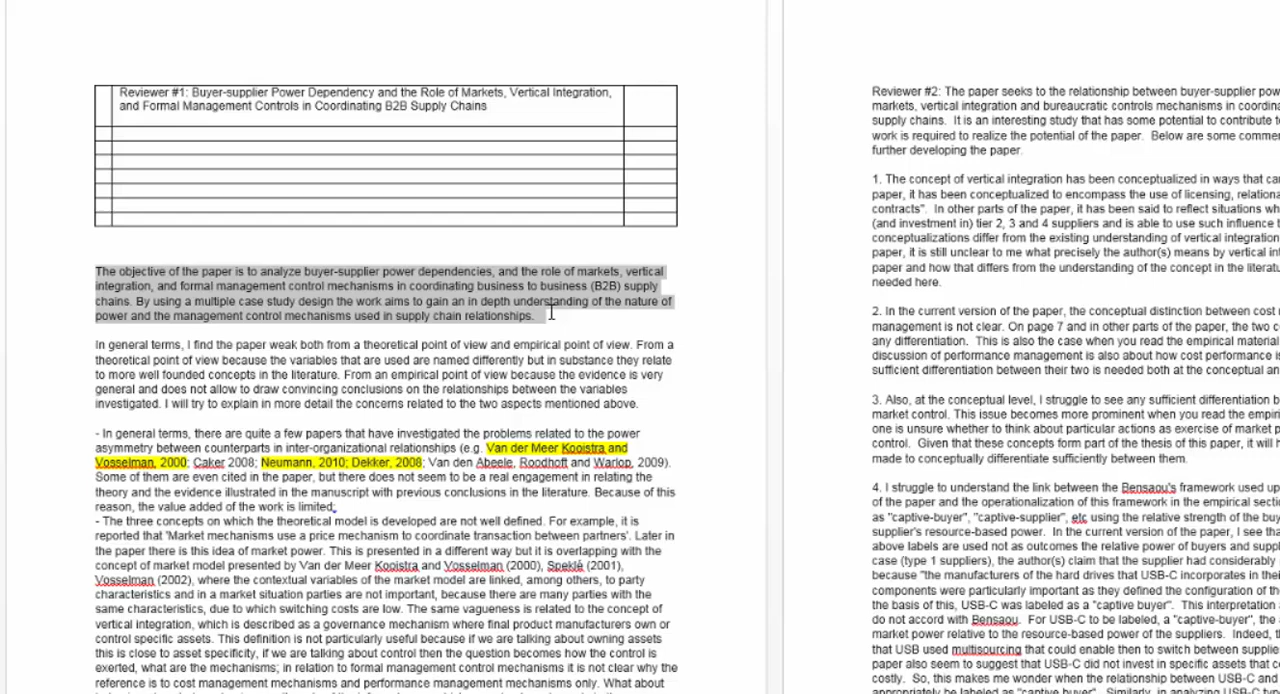 Reviewer #1: Buyer-supplier Power Dependency and the Role of Markets, Vertical Integration,
and Formal Management Controls in Coordinating B2B Supply Chains
The objective of the paper is to analyze buyer-supplier power dependencies, and the role of markets, vertical
integration, and formal management control mechanisms in coordinating business to business (B2B) supply
chains. By using a multiple case study design the work aims to gain an in depth understanding of the nature of
power and the management control mechanisms used in supply chain relationships.
In general terms, I find the paper weak both from a theoretical point of view and empirical point of view. From a
theoretical point of view because the variables that are used are named differently but in substance they relate
to more well founded concepts in the literature. From an empirical point of view because the evidence is very
general and does not allow to draw convincing conclusions on the relationships between the variables
investigated. I will try to explain in more detail the concerns related to the two aspects mentioned above.
- In general terms, there are quite a few papers that have investigated the problems related to the power
asymmetry between counterparts in inter-organizational relationships (e.g. Van der Meer Kooistra and
Vosselman, 2000; Caker 2008; Neumann, 2010; Dekker, 2008; Van den Abeele, Roodhoft and Warlop, 2009).
Some of them are even cited in the paper, but there does not seem to be a real engagement in relating the
theory and the evidence illustrated in the manuscript with previous conclusions in the literature. Because of this
reason, the value added of the work is limited;
- The three concepts on which the theoretical model is developed are not well defined. For example, it is
reported that 'Market mechanisms use a price mechanism to coordinate transaction between partners'. Later in
the paper there is this idea of market power. This is presented in a different way but it is overlapping with the
concept of market model presented by Van der Meer Kooistra and Vosselman (2000), Speklé (2001),
Vosselman (2002), where the contextual variables of the market model are linked, among others, to party
characteristics and in a market situation parties are not important, because there are many parties with the
same characteristics, due to which switching costs are low. The same vagueness is related to the concept of
vertical integration, which is described as a governance mechanism where final product manufacturers own or
control specific assets. This definition is not particularly useful because if we are talking about owning assets
this is close to asset specificity, if we are talking about control then the question becomes how the control is
exerted, what are the mechanisms; in relation to formal management control mechanisms it is not clear why the
reference is to cost management mechanisms and performance mechanisms only. What about
Reviewer #2: The paper seeks to the relationship between buyer-supplier pow
markets, vertical integration and bureaucratic controls mechanisms in coordina
supply chains. It is an interesting study that has some potential to contribute to
work is required to realize the potential of the paper. Below are some comme
further developing the paper.
1. The concept of vertical integration has been conceptualized in ways that ca
paper, it has been conceptualized to encompass the use of licensing, relationa
contracts". In other parts of the paper, it has been said to reflect situations wh
(and investment in) tier 2, 3 and 4 suppliers and is able to use such influence t
conceptualizations differ from the existing understanding of vertical integration
paper, it is still unclear to me what precisely the author(s) means by vertical in
paper and how that differs from the understanding of the concept in the literatu
needed here.
2. In the current version of the paper, the conceptual distinction between cost
management is not clear. On page 7 and in other parts of the paper, the two c
any differentiation. This is also the case when you read the empirical material
discussion of performance management is also about how cost performance is
sufficient differentiation between their two is needed both at the conceptual an
3. Also, at the conceptual level, I struggle to see any sufficient differentiation b
market control. This issue becomes more prominent when you read the empiri
one is unsure whether to think about particular actions as exercise of market p
control. Given that these concepts form part of the thesis of this paper, it will h
made to conceptually differentiate sufficiently between them.
4. I struggle to understand the link between the Bensaou's framework used up
of the paper and the operationalization of this framework in the empirical secti
as "captive-buyer", "captive-supplier", etc using the relative strength of the buy
supplier's resource-based power. In the current version of the paper, I see tha
above labels are used not as outcomes the relative power of buyers and suppl
case (type 1 suppliers), the author(s) claim that the supplier had considerably
because "the manufacturers of the hard drives that USB-C incorporates in their
components were particularly important as they defined the configuration of the
the basis of this, USB-C was labeled as a "captive buyer". This interpretation
do not accord with Bensaou. For USB-C to be labeled, a "captive-buyer", the
market power relative to the resource-based power of the suppliers. Indeed, th
that USB used multisourcing that could enable then to switch between supplie
paper also seem to suggest that USB-C did not invest in specific assets that c
costly. So, this makes me wonder when the relationship between USB-C and